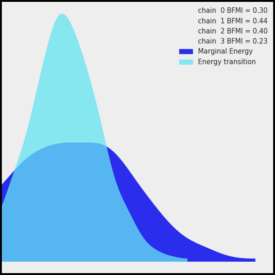 chain 0 BFMI = 0.30
chain 1 BFMI = 0.44
chain 2 BFMI = 0.40
chain 3 BFMI = 0.23
Marginal Energy
Energy transition